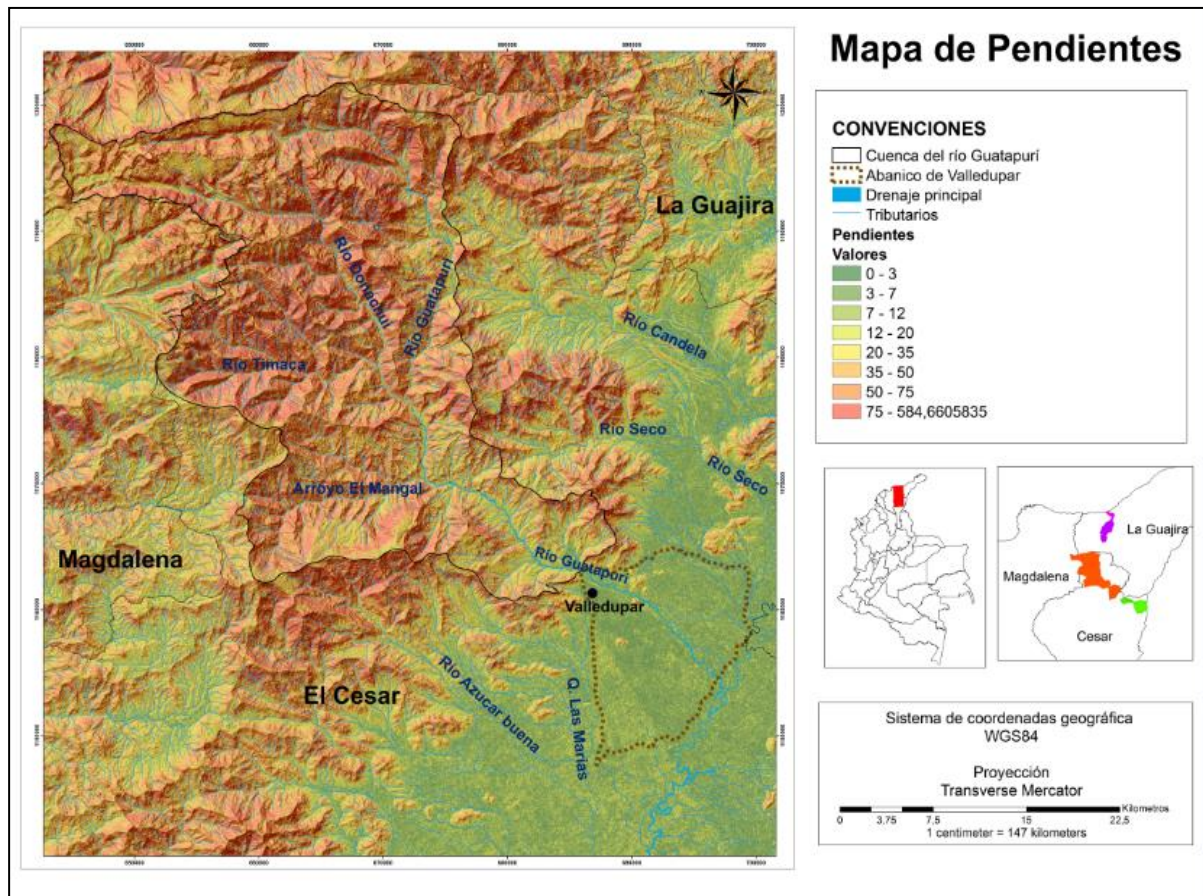 Mapa de Pendientes
CONVENCIONES
Cuenca del río Guatapurí
Abanico de Valledupar
Drenaje principal
Tributarios
Pendientes
Valores
0 - 3
3 - 7
7 - 12
12 - 20
20 - 35
35 - 50
50 - 75
75 - 584,6605835
La Guajira
Río Donachui
Río Guatapurí
Río Candela
Río Timaca
Río Seco
Río Seco
Arroyo El Mangal
Magdalena
Río Guatapurí
Valledupar
El Cesar
Río Azucar buena
Q. Las Marías
La Guajira
Magdalena
Cesar
Sistema de coordenadas geográfica
WGS84
Proyección
Transverse Mercator
Kilometros
0 3,75 7,5 15 22,5
1 centimeter = 147 kilometers